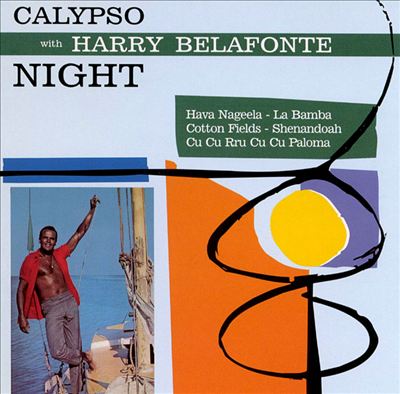 CALYPSO
with HARRY BELAFONTE
NIGHT
Hava Nageela - La Bamba
Cotton Fields - Shenandoah
Cu Cu Rru Cu Cu Paloma